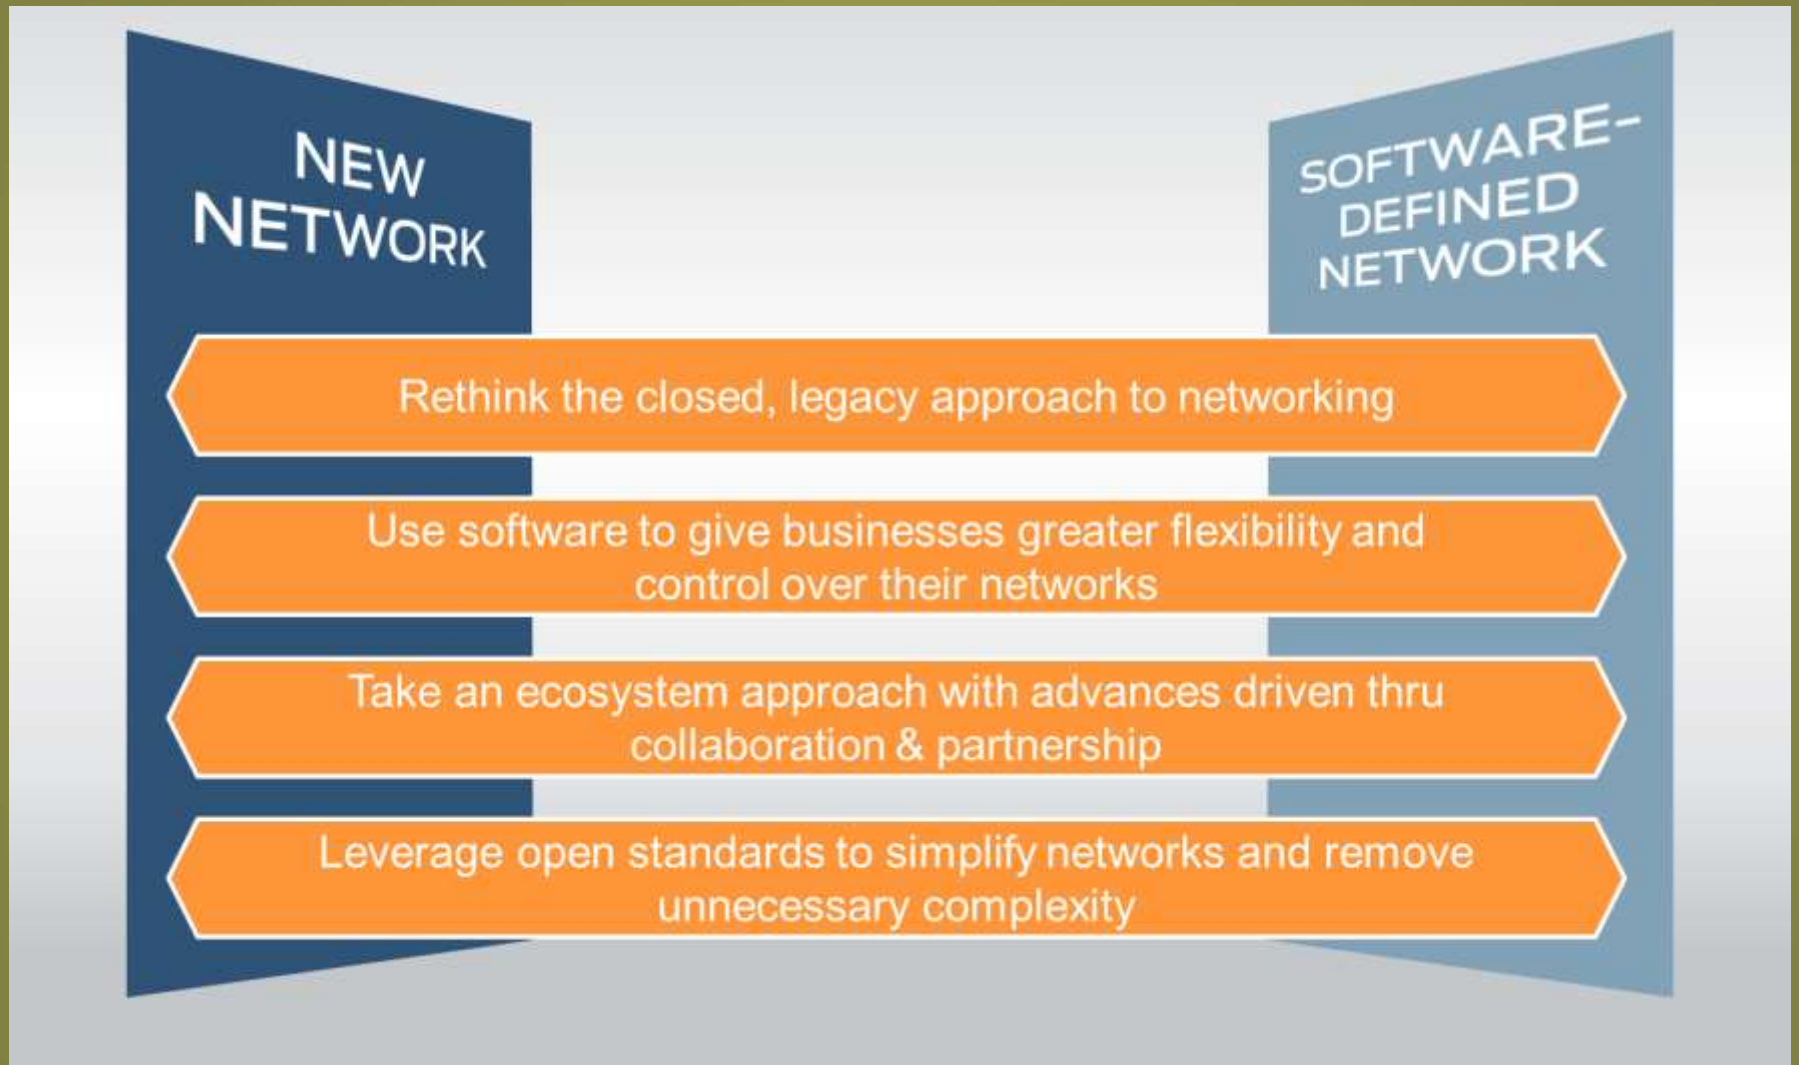 NEW
NETWORK
SOFTWARE-
DEFINED
NETWORK
Rethink the closed, legacy approach to networking
Use software to give businesses greater flexibility and
control over their networks
Take an ecosystem approach with advances driven thru
collaboration & partnership
Leverage open standards to simplify networks and remove
unnecessary complexity